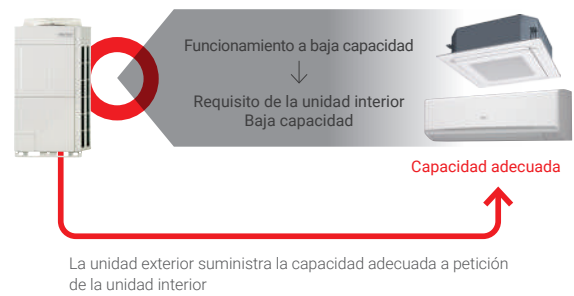 Funcionamiento a baja capacidad
Requisito de la unidad interior
Baja capacidad
Capacidad adecuada
La unidad exterior suministra la capacidad adecuada a petición
de la unidad interior